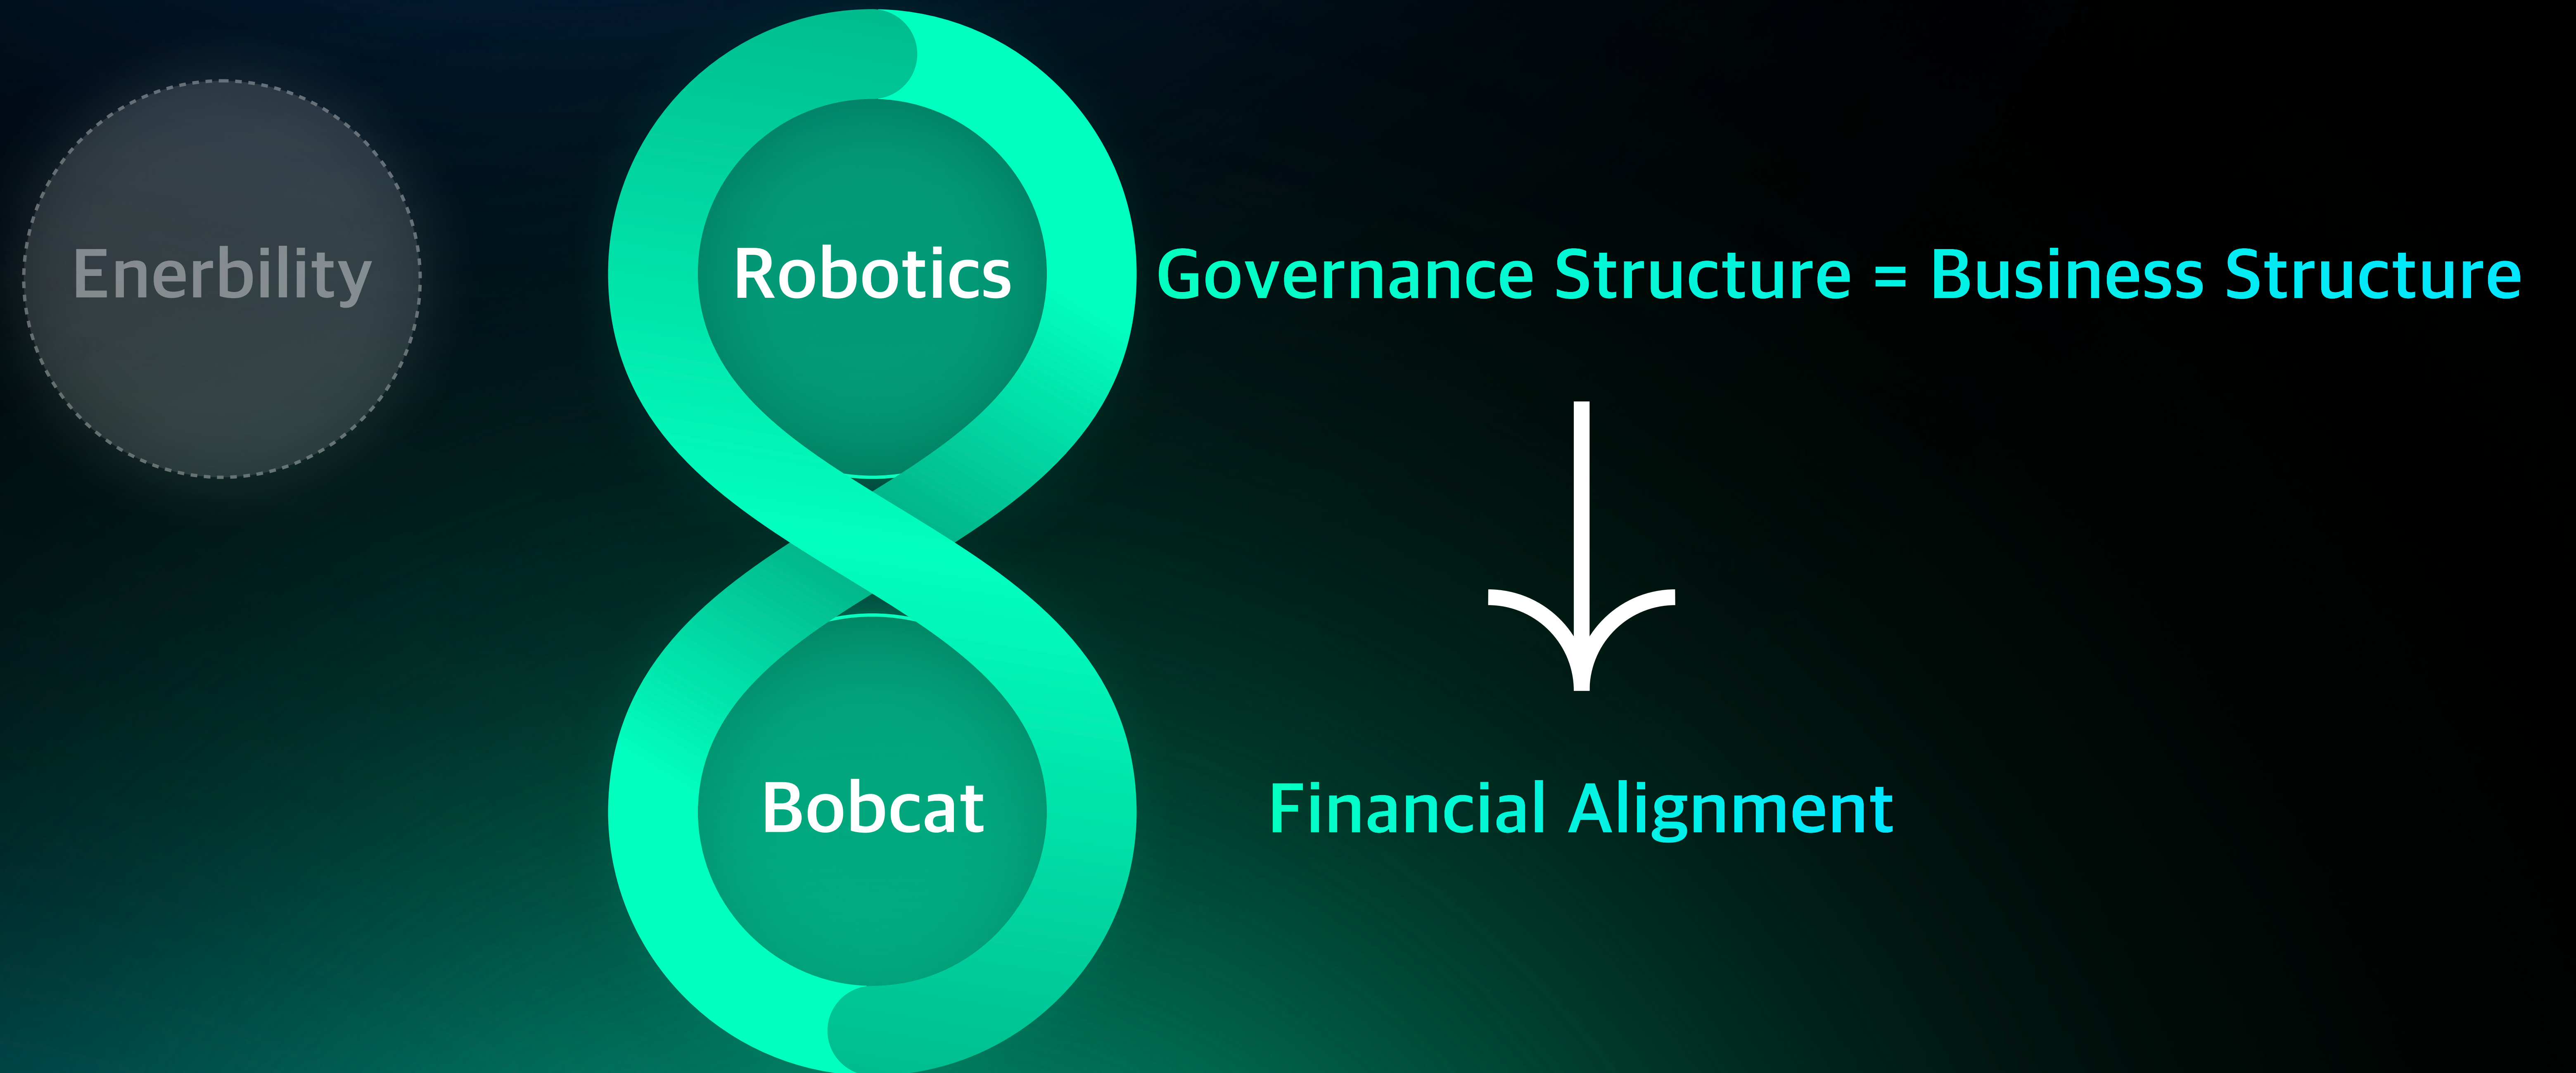 Enerbility
Robotics
Governance Structure = Business Structure
Bobcat
Financial Alignment